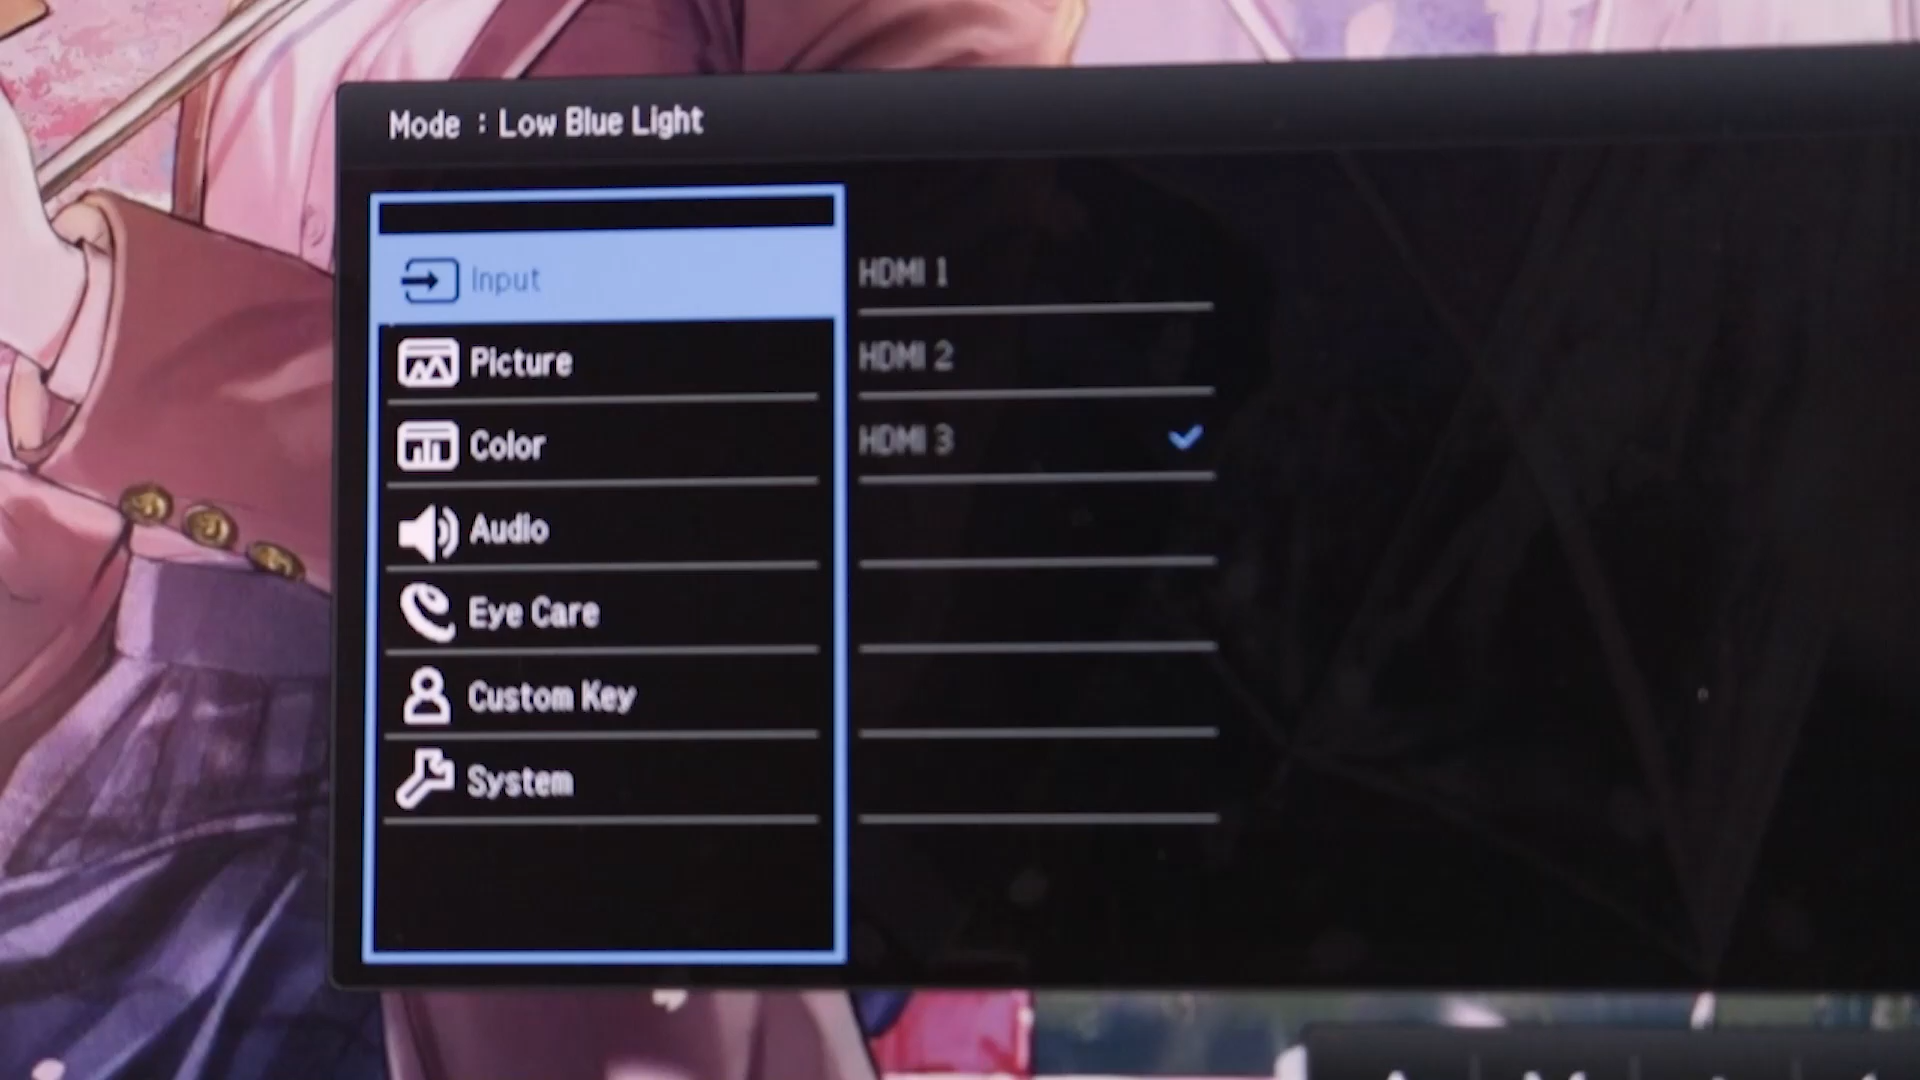 Mode : Low Blue Light
Input
HDMI 1
Picture
HDMI 2
Color
HDMI 3
Audio
Eye Care
Custom Key
System